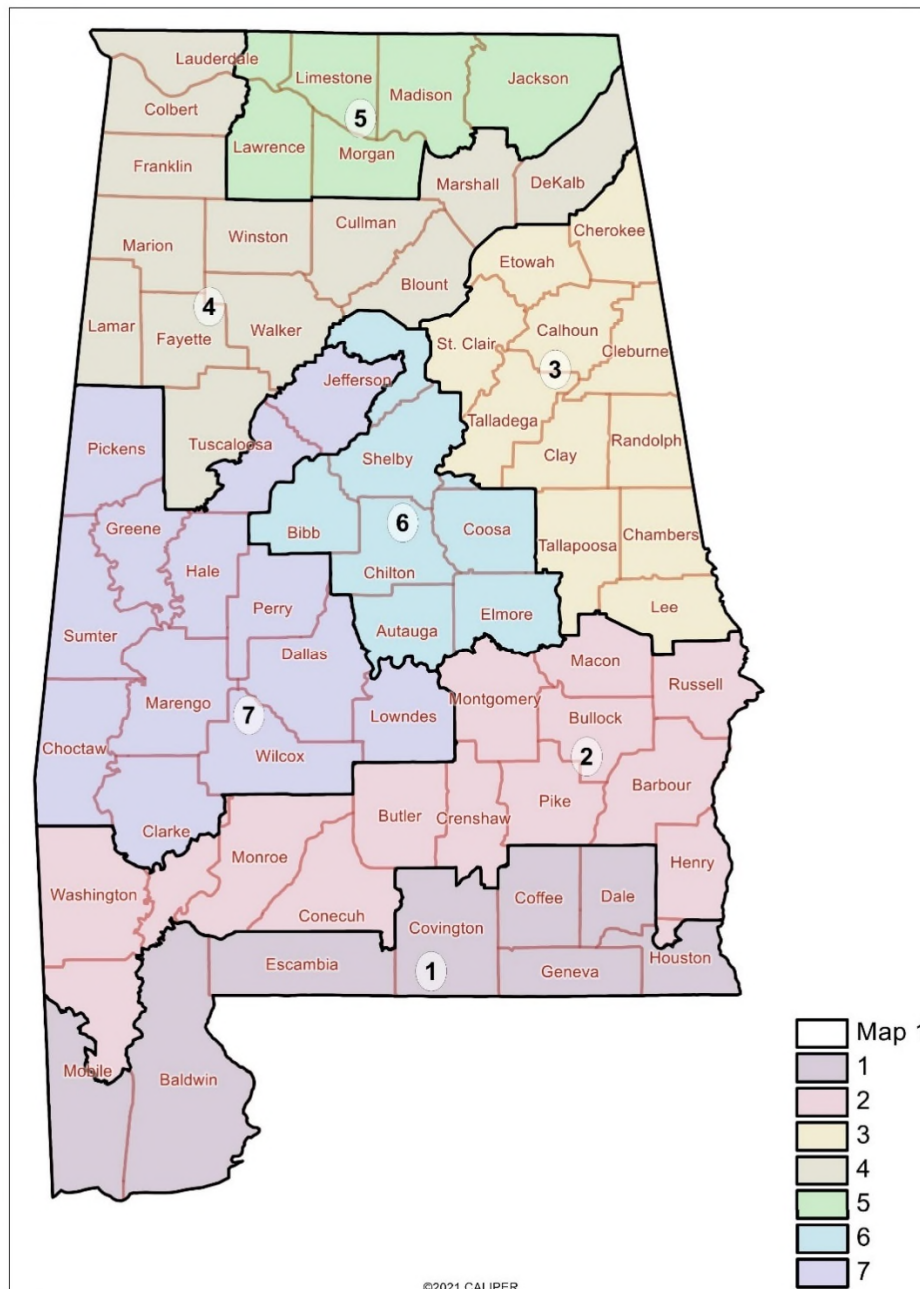 Lauderdale
Limestone
Madison
Jackson
Colbert
5
Lawrence
Morgan
Franklin
Marshall
DeKalb
Cullman
Cherokee
Marion
Winston
Etowah
Blount
4
Lamar
Fayette
Walker
St. Clair
Calhoun
Cleburne
3
Jefferson
Talladega
Pickens
Tuscaloosa
Randolph
Shelby
Clay
Greene
6
Bibb
Coosa
Hale
Tallapoosa
Chambers
Chilton
Perry
Lee
Sumter
Autauga
Elmore
Dallas
Macon
Russell
Marengo
Montgomery
7
Lowndes
Bullock
Choctaw
Wilcox
2
Barbour
Butler
Crenshaw
Pike
Clarke
Monroe
Henry
Washington
Conecuh
Coffee
Dale
Covington
Escambia
1
Geneva
Houston
Mobile
Baldwin
Map 1
1
2
3
4
5
6
7
©2021 CALIPER